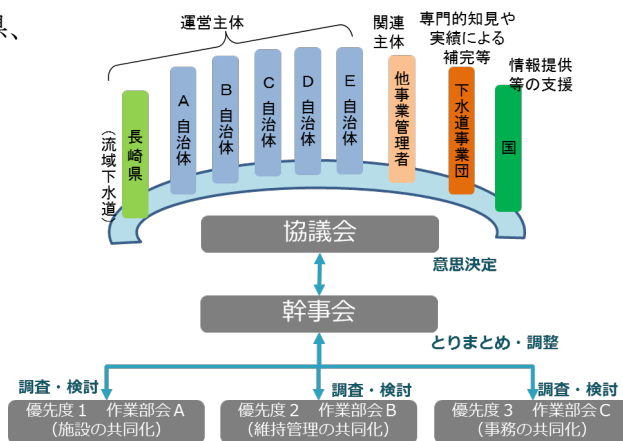 県、
運営主体
関連
主体
専門的知見や
実績による
補完等
情報提供
等の支援
長崎県
(流域下水道)
A自治体
B自治体
C自治体
D自治体
E自治体
他事業管理者
下水道事業団
国
協議会
意思決定
幹事会
とりまとめ・調整
調査・検討
調査・検討
調査・検討
優先度1 作業部会A
(施設の共同化)
優先度2 作業部会B
(維持管理の共同化)
優先度3 作業部会C
(事務の共同化)